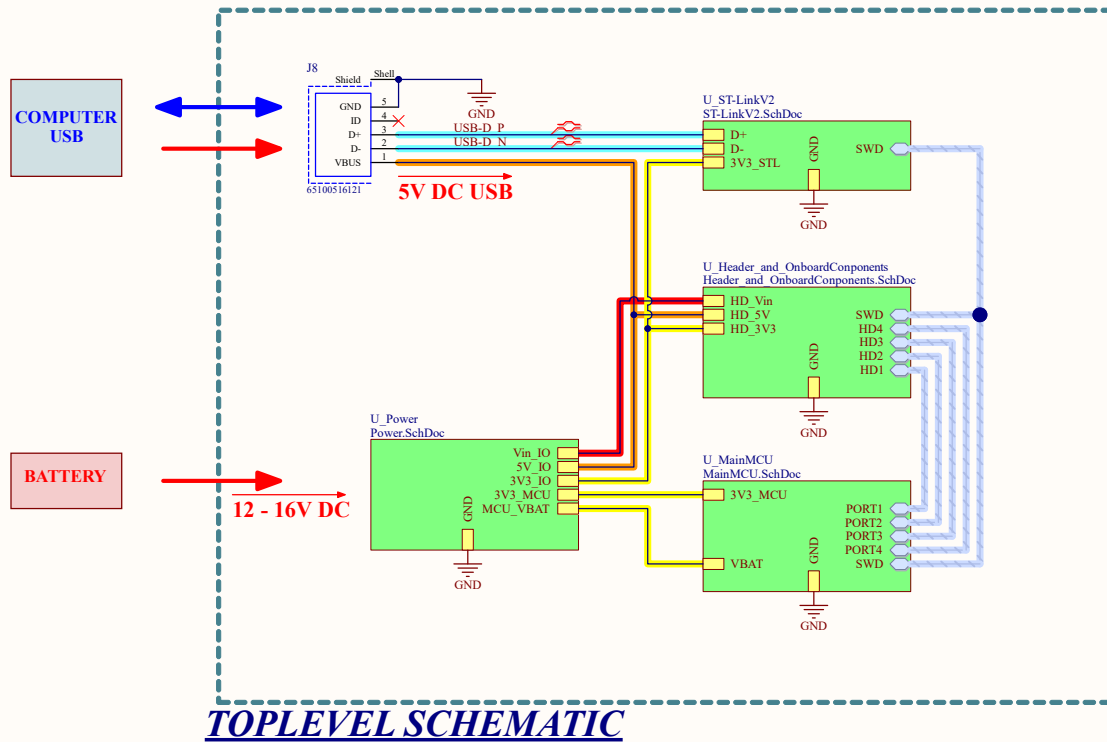 COMPUTER
USB
BATTERY
12 - 16V DC
J8
Shield
Shell
GND
5
ID
4
D+
3
D-
2
VBUS
1
65100516121
GND
USB-D_P
USB-D_N
5V DC USB
U_ST-LinkV2
ST-LinkV2.SchDoc
D+
D-
3V3_STL
GND
SWD
GND
U_Header_and_OnboardConponents
Header_and_OnboardComponents.SchDoc
HD_Vin
HD_5V
HD_3V3
GND
SWD
HD4
HD3
HD2
HD1
GND
U_Power
Power.SchDoc
Vin_IO
5V_IO
3V3_IO
3V3_MCU
MCU_VBAT
GND
GND
U_MainMCU
MainMCU.SchDoc
3V3_MCU
VBAT
GND
PORT1
PORT2
PORT3
PORT4
SWD
GND
TOPLEVEL SCHEMATIC